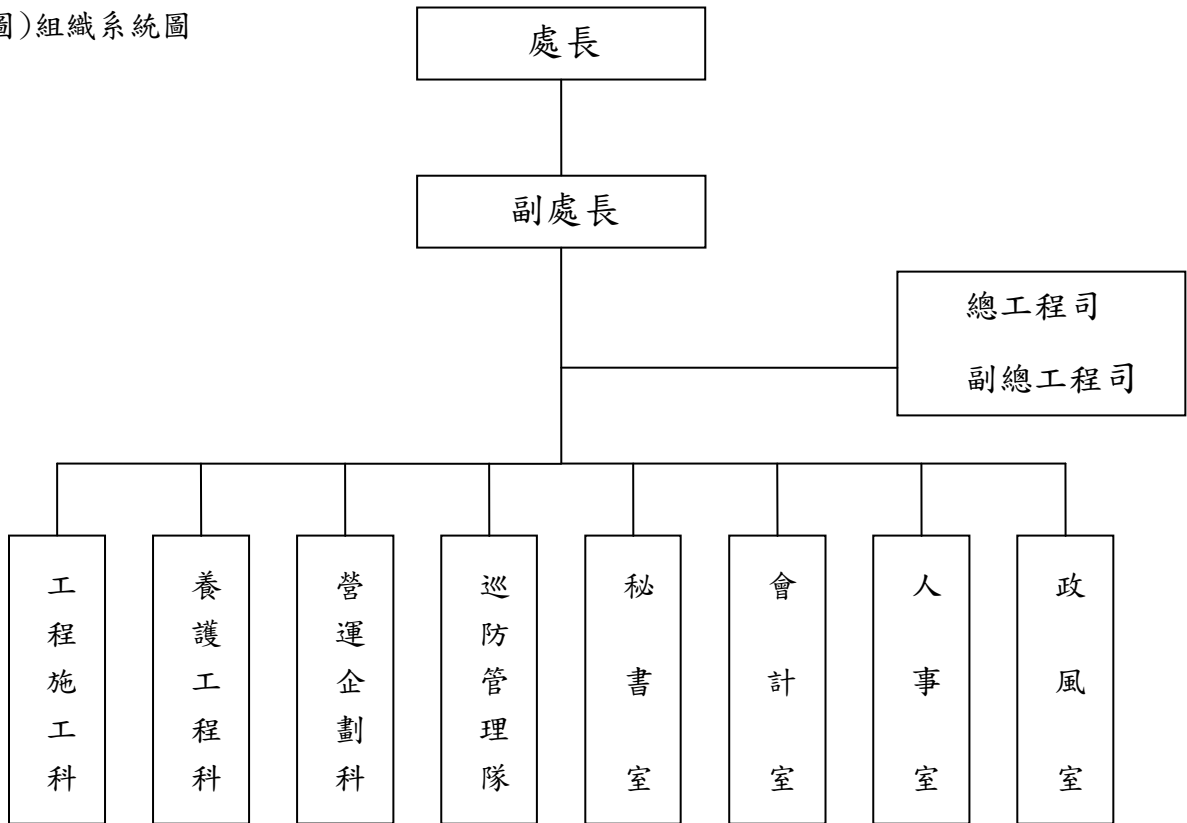 圖)組織系統圖
處長
副處長
總工程司
副總工程司
工程施工科
養護工程科
營運企劃科
巡防管理隊
秘書室
會計室
人事室
政風室